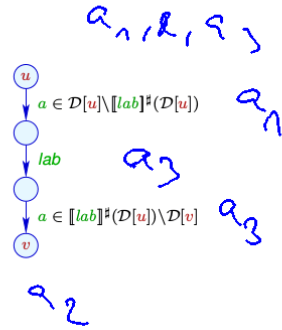 a₁, a₂, a₃
u
a ∈ D[u]\⟦lab⟧♯(D[u])
a₁
lab
a₃
a ∈ ⟦lab⟧♯(D[u])\D[v]
a₃
v
a₂